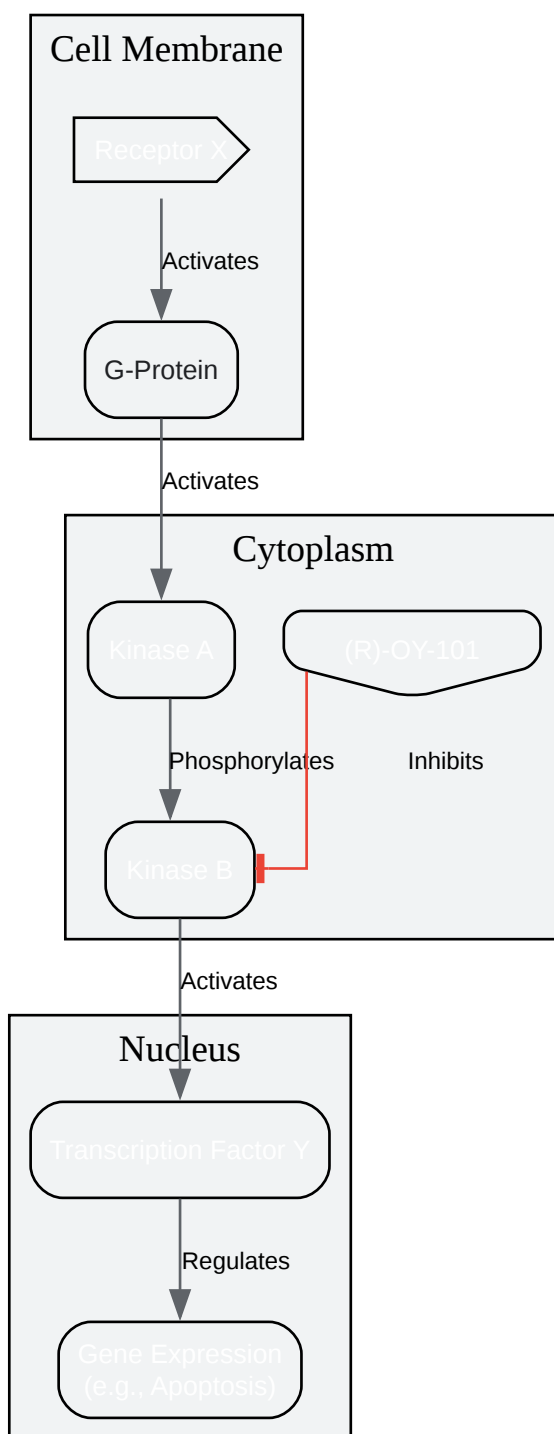 Cell Membrane
Receptor X
Activates
G-Protein
Activates
Cytoplasm
Kinase A
(R)-OY-101
Phosphorylates
Inhibits
Kinase B
Activates
Nucleus
Transcription Factor Y
Regulates
Gene Expression
(e.g., Apoptosis)